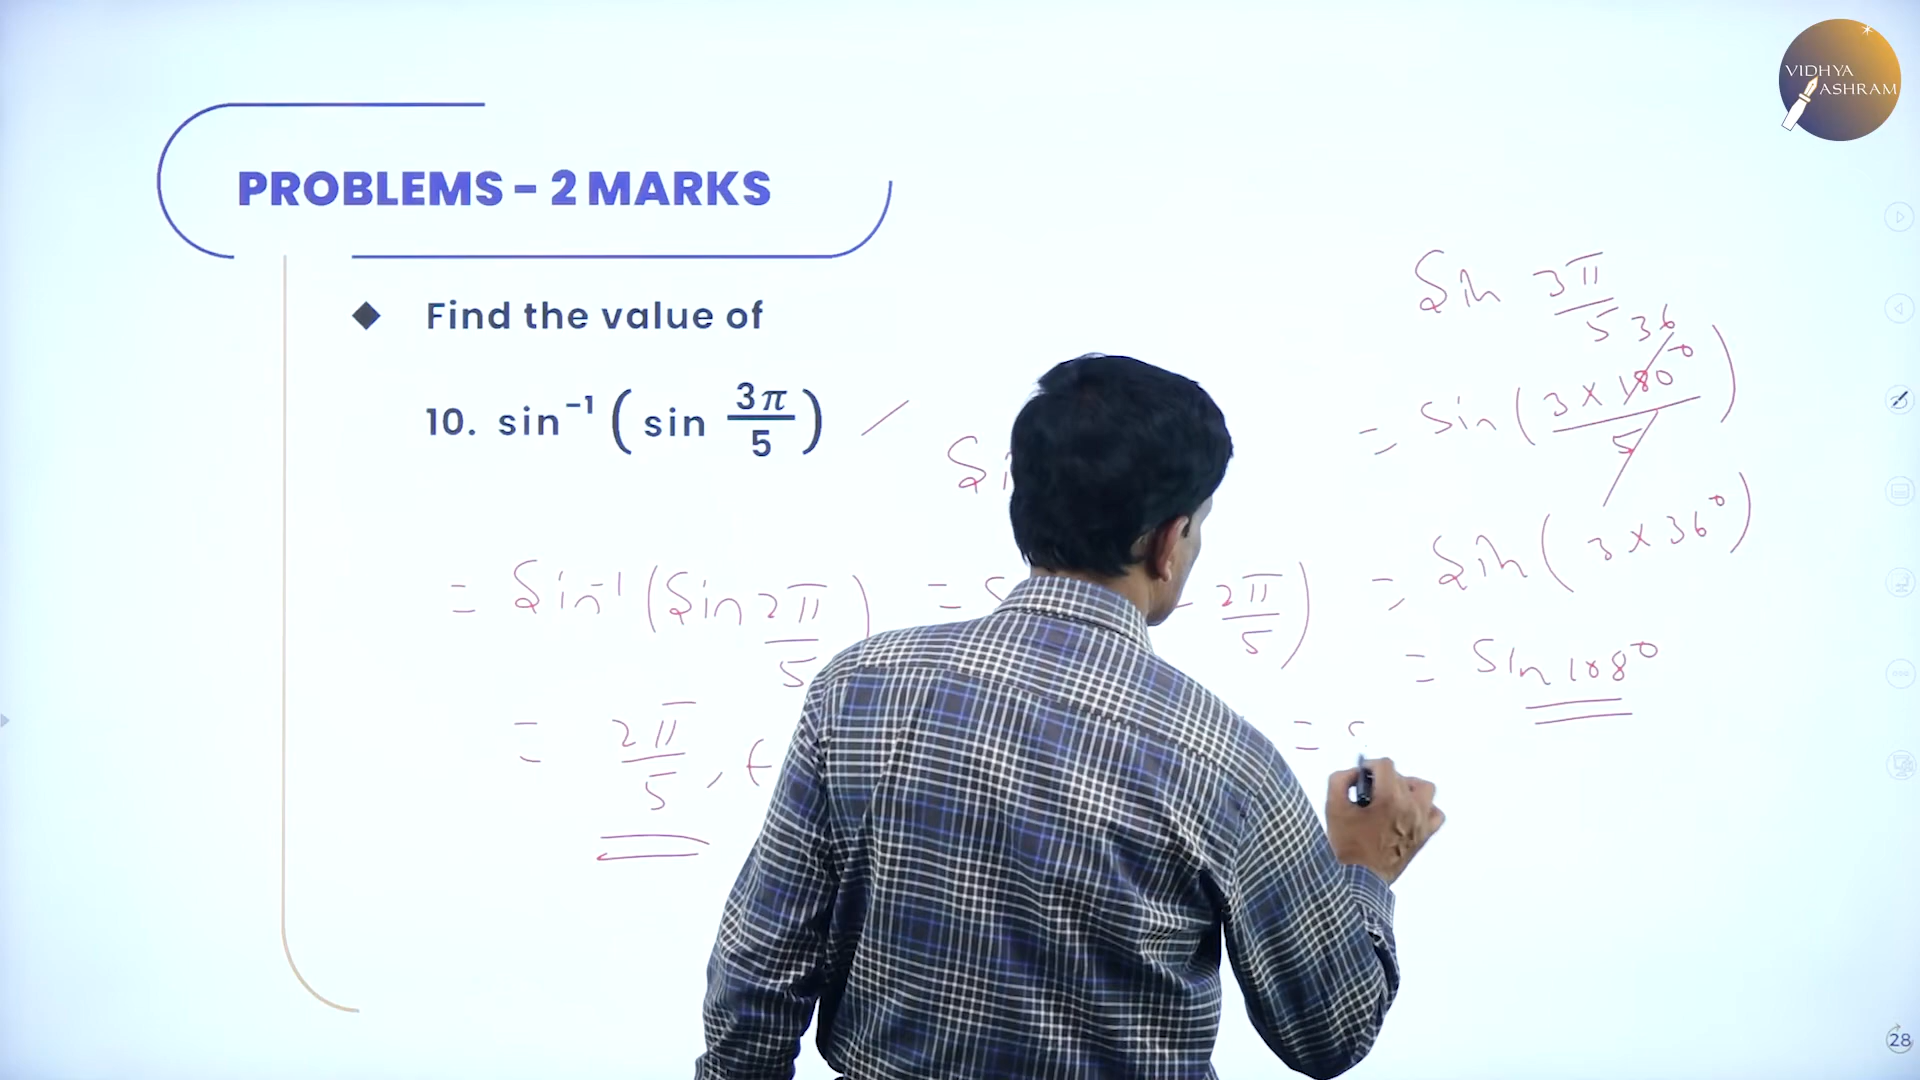 VIDHYA
ASHRAM
PROBLEMS - 2 MARKS
Find the value of
10. sin⁻¹ ( sin 3π/5 )
= Sin⁻¹ (Sin 2π/5)
= 2π/5 ,
- 2π/5 )
Sin 3π/5
36
= Sin ( 3 × 180° / 5 )
= Sin ( 3 × 36° )
= Sin 108°
=
28